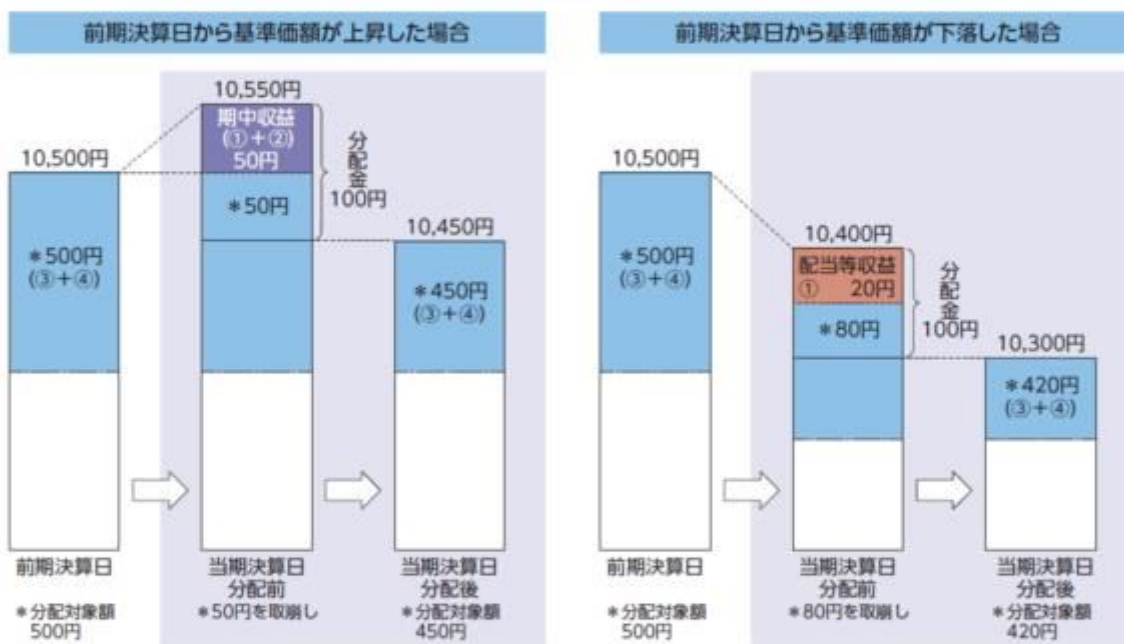 前期決算日から基準価額が上昇した場合
10,550円
期中収益
(①+②)
50円
分配金
100円
10,500円
*50円
10,450円
*500円
(③+④)
*450円
(③+④)
前期決算日
当期決算日
分配前
当期決算日
分配後
*分配対象額
500円
*50円を取崩し
*分配対象額
450円
前期決算日から基準価額が下落した場合
10,500円
10,400円
*500円
(③+④)
配当等収益
① 20円
分配金
100円
*80円
10,300円
*420円
(③+④)
前期決算日
当期決算日
分配前
当期決算日
分配後
*分配対象額
500円
*80円を取崩し
*分配対象額
420円